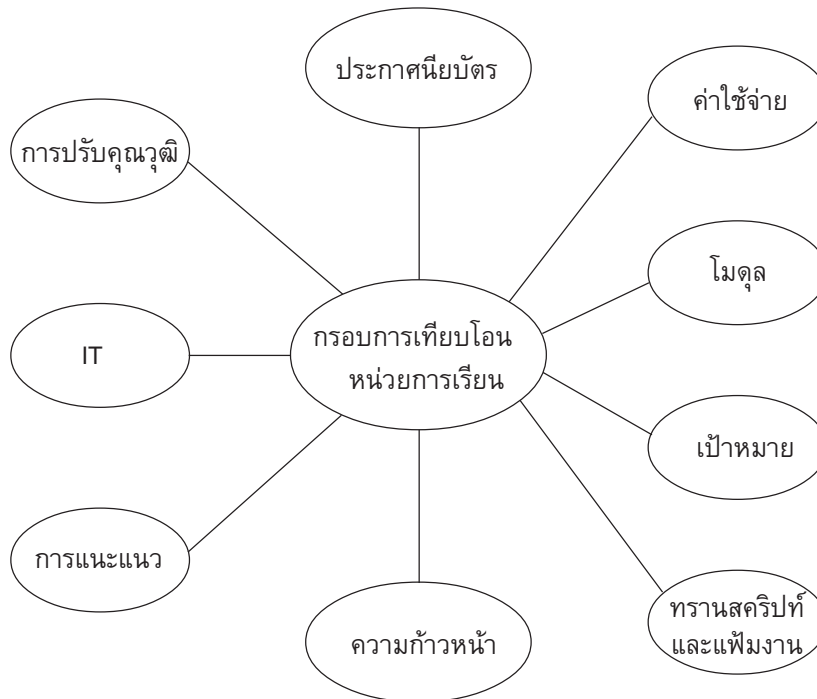 ประกาศนียบัตร
ค่าใช้จ่าย
การปรับคุณวุฒิ
โมดุล
กรอบการเทียบโอน
หน่วยการเรียน
IT
เป้าหมาย
การแนะแนว
ทรานสคริปท์
และแฟ้มงาน
ความก้าวหน้า